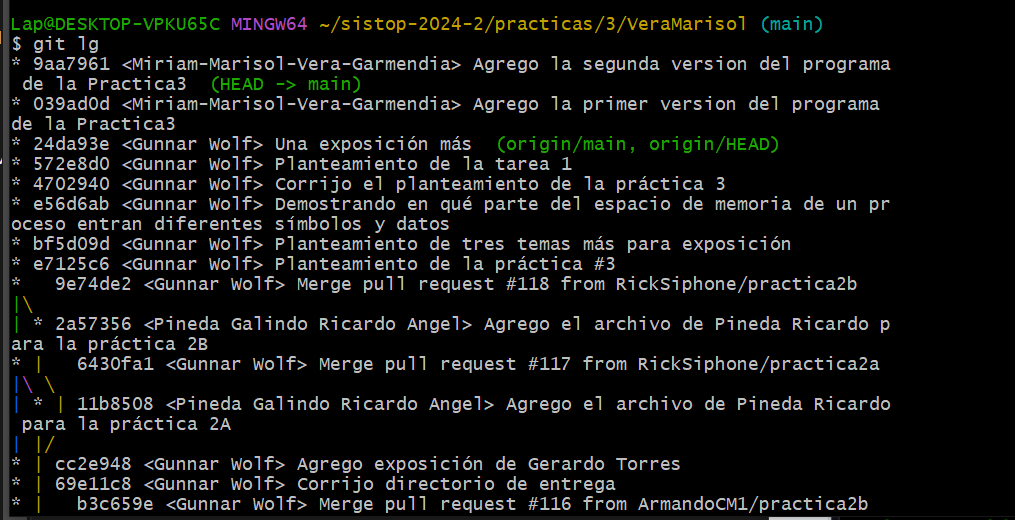 Lap@DESKTOP-VPKU65C MINGW64 ~/sistop-2024-2/practicas/3/VeraMarisol (main)
$ git lg
* 9aa7961 <Miriam-Marisol-Vera-Garmendia> Agrego la segunda version del programa
 de la Practica3  (HEAD -> main)
* 039ad0d <Miriam-Marisol-Vera-Garmendia> Agrego la primer version del programa
de la Practica3
* 24da93e <Gunnar Wolf> Una exposición más  (origin/main, origin/HEAD)
* 572e8d0 <Gunnar Wolf> Planteamiento de la tarea 1
* 4702940 <Gunnar Wolf> Corrijo el planteamiento de la práctica 3
* e56d6ab <Gunnar Wolf> Demostrando en qué parte del espacio de memoria de un pr
oceso entran diferentes símbolos y datos
* bf5d09d <Gunnar Wolf> Planteamiento de tres temas más para exposición
* e7125c6 <Gunnar Wolf> Planteamiento de la práctica #3
*   9e74de2 <Gunnar Wolf> Merge pull request #118 from RickSiphone/practica2b
|\
| * 2a57356 <Pineda Galindo Ricardo Angel> Agrego el archivo de Pineda Ricardo p
ara la práctica 2B
* |   6430fa1 <Gunnar Wolf> Merge pull request #117 from RickSiphone/practica2a
|\ \
| * | 11b8508 <Pineda Galindo Ricardo Angel> Agrego el archivo de Pineda Ricardo
 para la práctica 2A
| |/
* | cc2e948 <Gunnar Wolf> Agrego exposición de Gerardo Torres
* | 69e11c8 <Gunnar Wolf> Corrijo directorio de entrega
* |   b3c659e <Gunnar Wolf> Merge pull request #116 from ArmandoCM1/practica2b